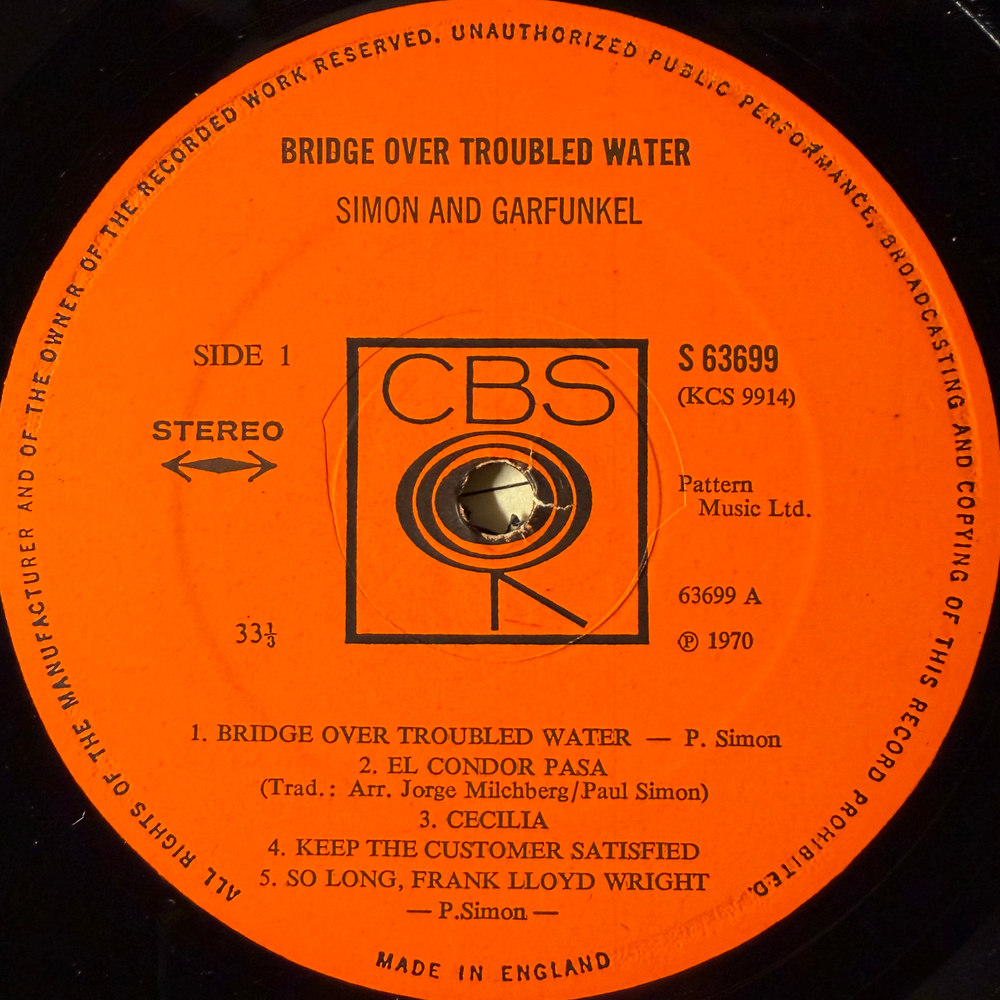 ALL RIGHTS OF THE MANUFACTURER AND OF THE OWNER OF THE RECORDED WORK RESERVED. UNAUTHORIZED PUBLIC PERFORMANCE, BROADCASTING AND COPYING OF THIS RECORD PROHIBITED.
BRIDGE OVER TROUBLED WATER
SIMON AND GARFUNKEL
SIDE 1
STEREO
33⅓
CBS
S 63699
(KCS 9914)
Pattern
Music Ltd.
63699 A
℗ 1970
1. BRIDGE OVER TROUBLED WATER — P. Simon
2. EL CONDOR PASA
(Trad.: Arr. Jorge Milchberg/Paul Simon)
3. CECILIA
4. KEEP THE CUSTOMER SATISFIED
5. SO LONG, FRANK LLOYD WRIGHT
— P.Simon —
MADE IN ENGLAND